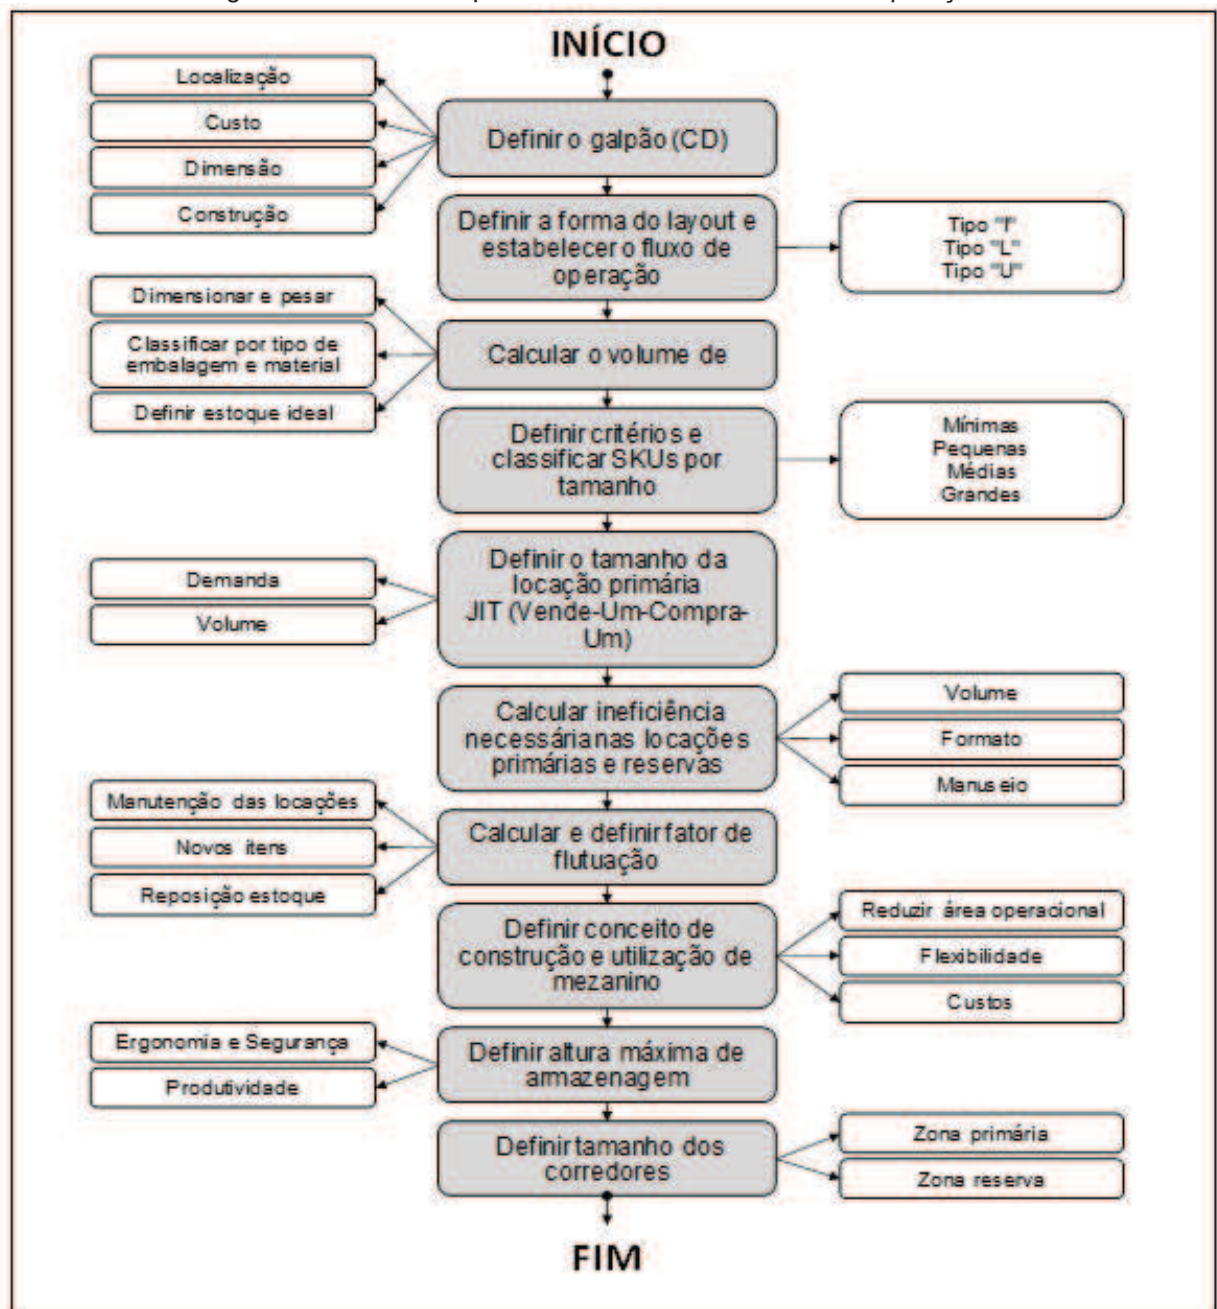 INÍCIO
Localização
Custo
Dimensão
Construção
Definir o galpão (CD)
Definir a forma do layout e
estabelecer o fluxo de
operação
Tipo "I"
Tipo "L"
Tipo "U"
Dimensionar e pesar
Classificar por tipo de
embalagem e material
Definir estoque ideal
Calcular o volume de
Definir critérios e
classificar SKUs por
tamanho
Mínimas
Pequenas
Médias
Grandes
Demanda
Volume
Definir o tamanho da
locação primária
JIT (Vende-Um-Compra-
Um)
Calcular ineficiência
necessária nas locações
primárias e reservas
Volume
Formato
Manuseio
Manutenção das locações
Novos itens
Reposição estoque
Calcular e definir fator de
flutuação
Definir conceito de
construção e utilização de
mezanino
Reduzir área operacional
Flexibilidade
Custos
Ergonomia e Segurança
Produtividade
Definir altura máxima de
armazenagem
Definir tamanho dos
corredores
Zona primária
Zona reserva
FIM